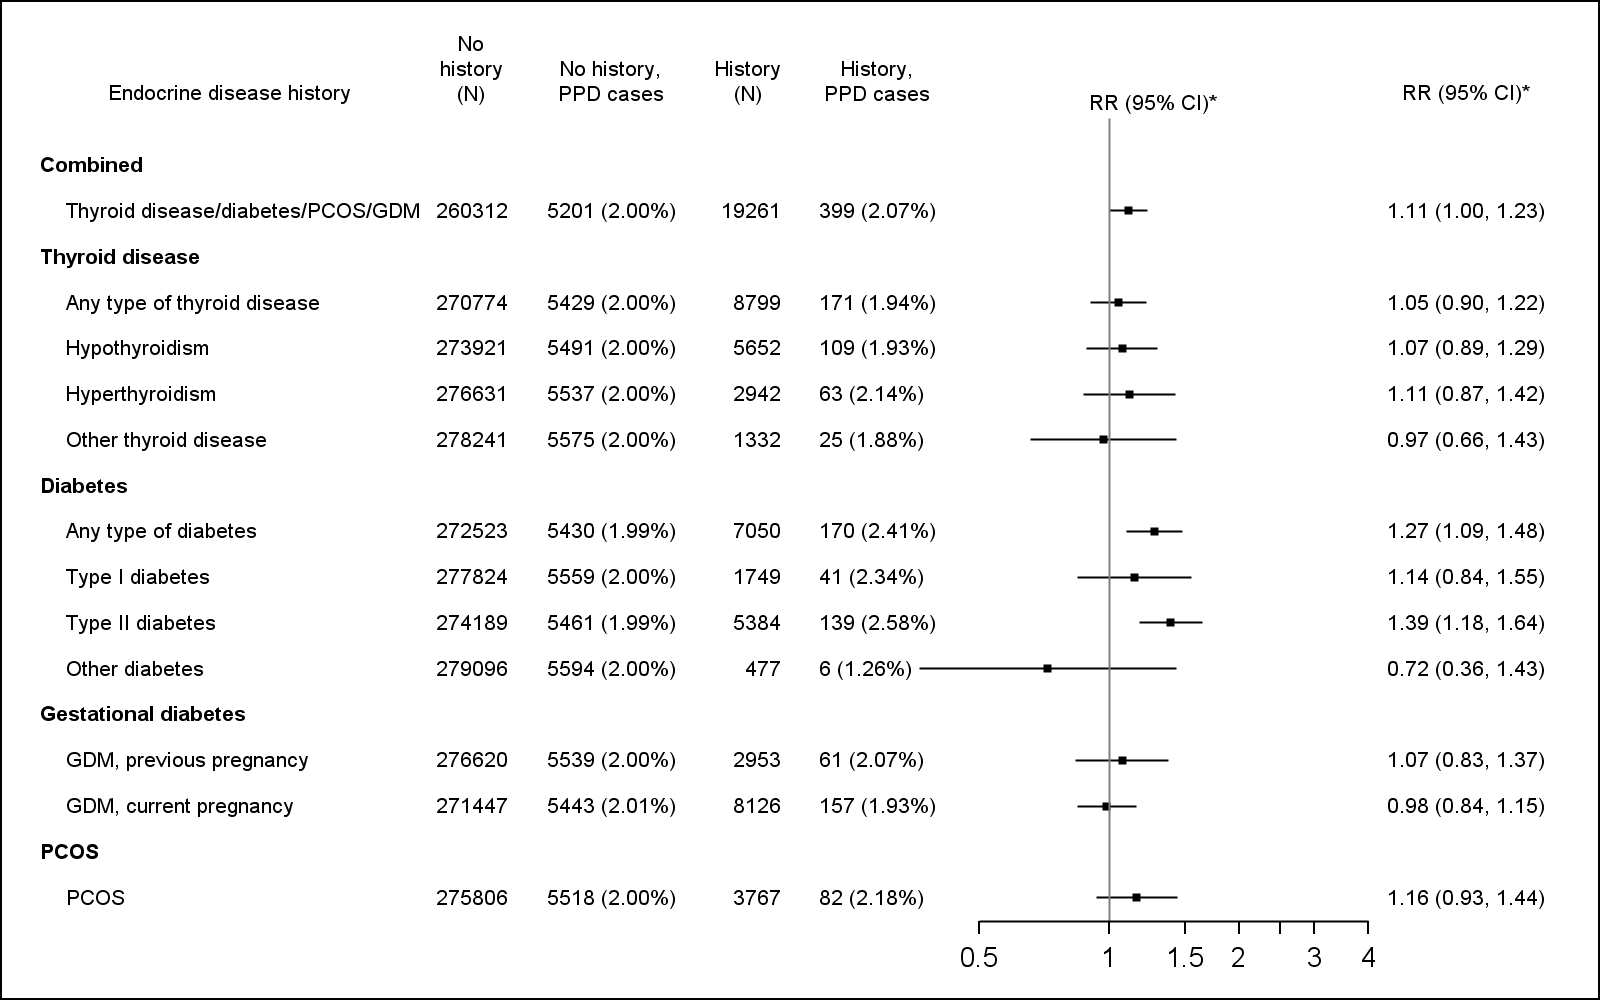 Endocrine disease history No history (N) No history, PPD cases History (N) History, PPD cases RR (95% CI)* RR (95% CI)*
Combined
Thyroid disease/diabetes/PCOS/GDM 260312 5201 (2.00%) 19261 399 (2.07%) 1.11 (1.00, 1.23)
Thyroid disease
Any type of thyroid disease 270774 5429 (2.00%) 8799 171 (1.94%) 1.05 (0.90, 1.22)
Hypothyroidism 273921 5491 (2.00%) 5652 109 (1.93%) 1.07 (0.89, 1.29)
Hyperthyroidism 276631 5537 (2.00%) 2942 63 (2.14%) 1.11 (0.87, 1.42)
Other thyroid disease 278241 5575 (2.00%) 1332 25 (1.88%) 0.97 (0.66, 1.43)
Diabetes
Any type of diabetes 272523 5430 (1.99%) 7050 170 (2.41%) 1.27 (1.09, 1.48)
Type I diabetes 277824 5559 (2.00%) 1749 41 (2.34%) 1.14 (0.84, 1.55)
Type II diabetes 274189 5461 (1.99%) 5384 139 (2.58%) 1.39 (1.18, 1.64)
Other diabetes 279096 5594 (2.00%) 477 6 (1.26%) 0.72 (0.36, 1.43)
Gestational diabetes
GDM, previous pregnancy 276620 5539 (2.00%) 2953 61 (2.07%) 1.07 (0.83, 1.37)
GDM, current pregnancy 271447 5443 (2.01%) 8126 157 (1.93%) 0.98 (0.84, 1.15)
PCOS
PCOS 275806 5518 (2.00%) 3767 82 (2.18%) 1.16 (0.93, 1.44)
0.5 1 1.5 2 3 4